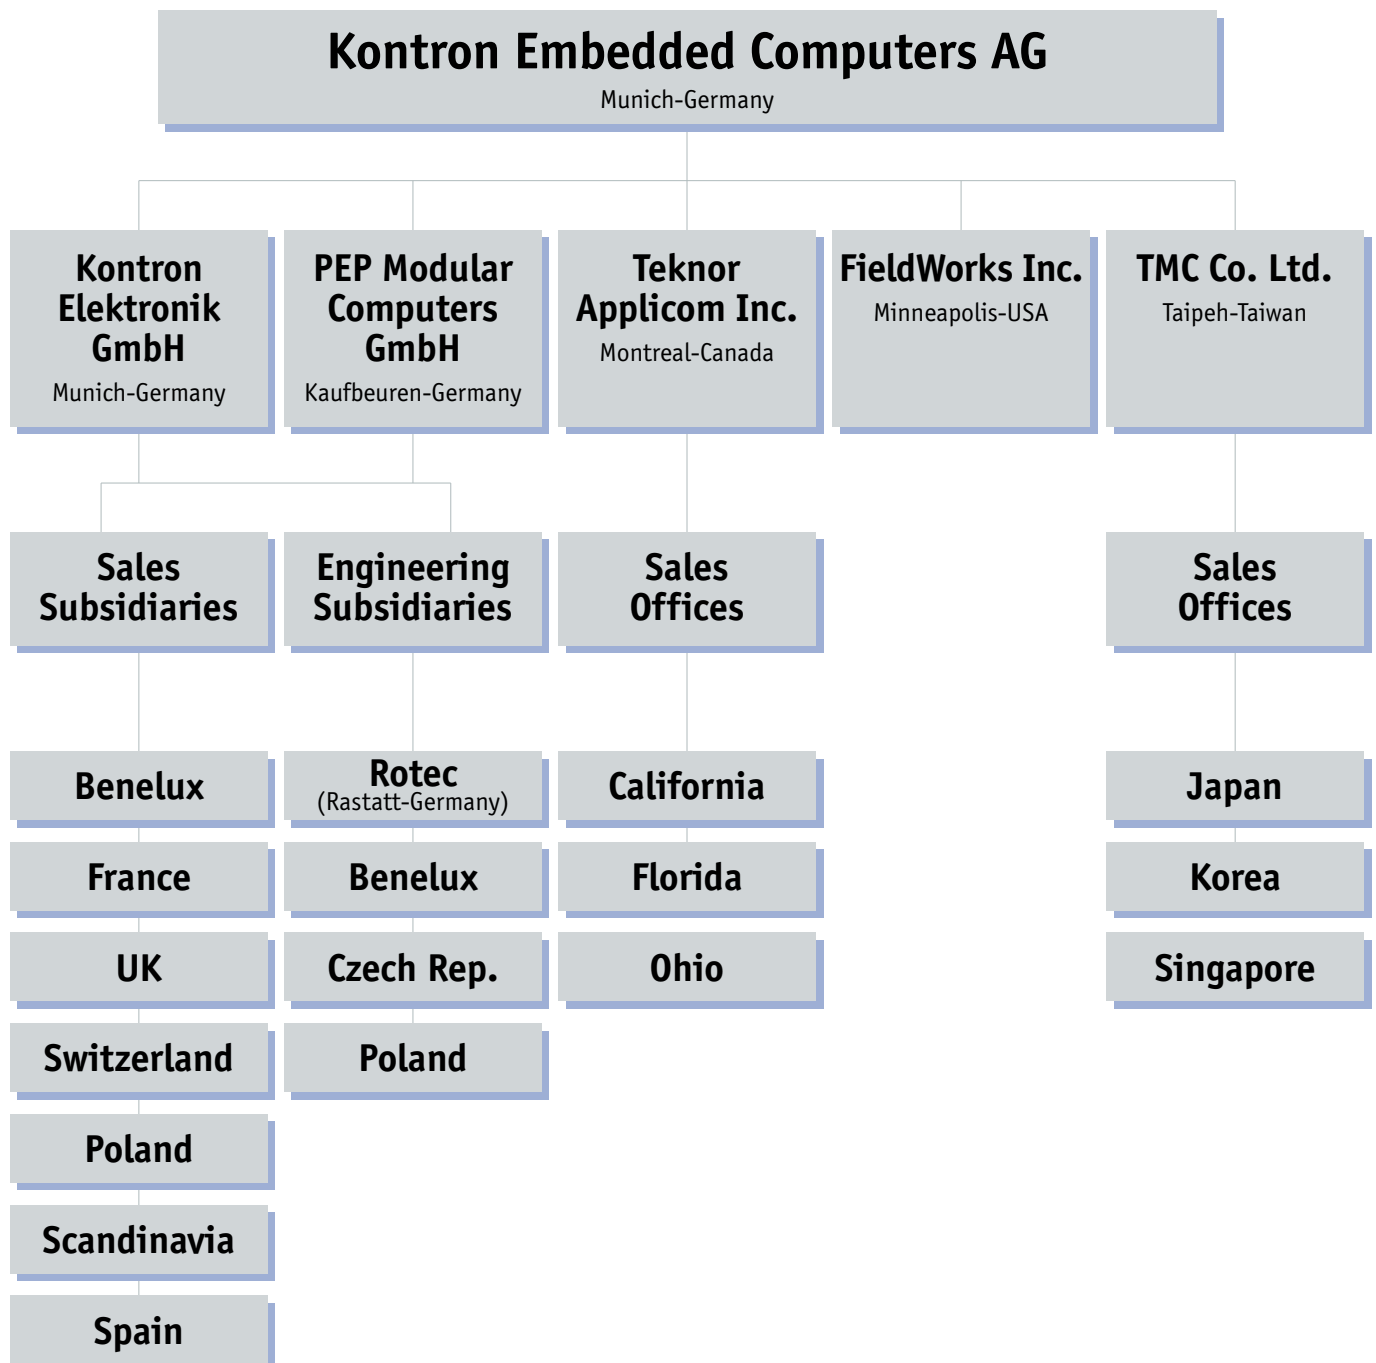 Kontron Embedded Computers AG
Munich-Germany
Kontron
Elektronik
GmbH
Munich-Germany
PEP Modular
Computers
GmbH
Kaufbeuren-Germany
Teknor
Applicom Inc.
Montreal-Canada
FieldWorks Inc.
Minneapolis-USA
TMC Co. Ltd.
Taipeh-Taiwan
Sales
Subsidiaries
Engineering
Subsidiaries
Sales
Offices
Sales
Offices
Benelux
France
UK
Switzerland
Poland
Scandinavia
Spain
Rotec
(Rastatt-Germany)
Benelux
Czech Rep.
Poland
California
Florida
Ohio
Japan
Korea
Singapore